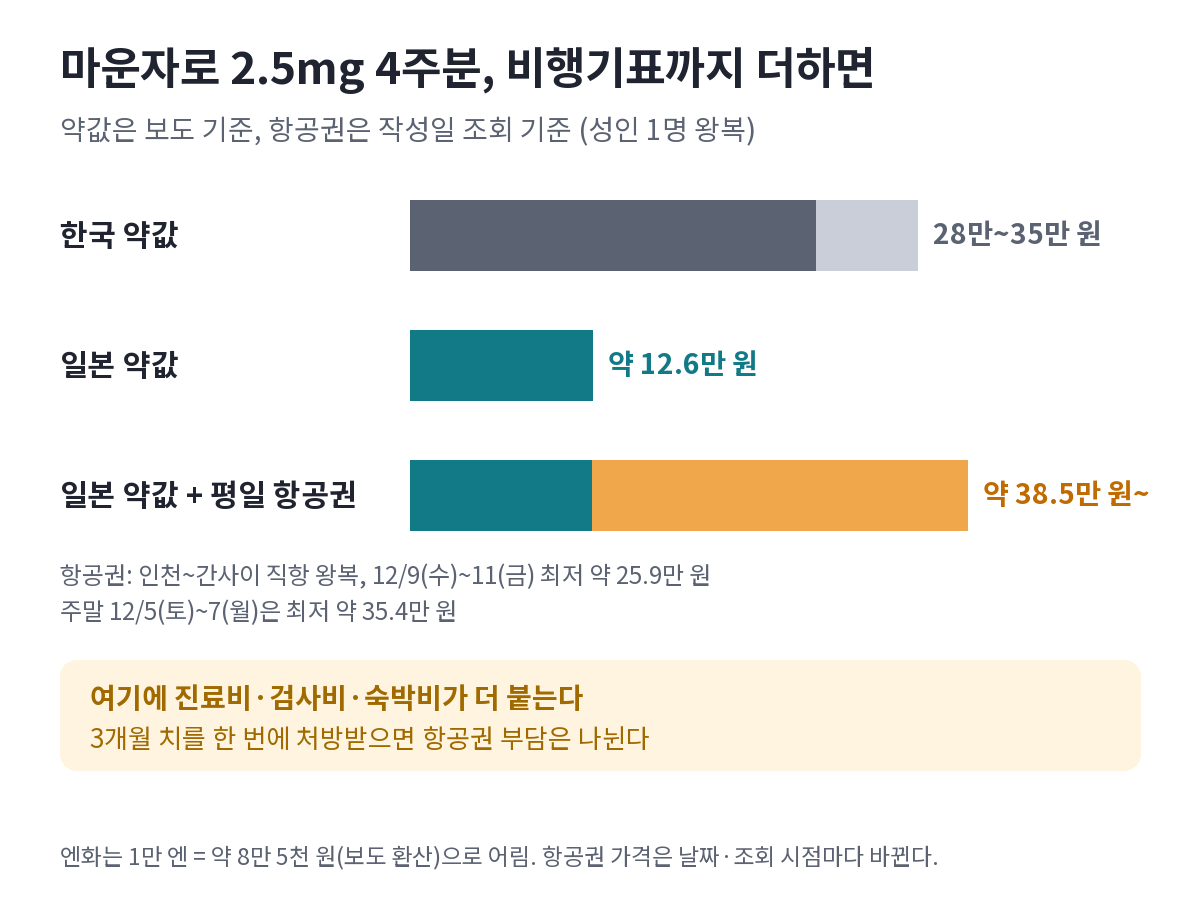 마운자로 2.5mg 4주분, 비행기표까지 더하면
약값은 보도 기준, 항공권은 작성일 조회 기준 (성인 1명 왕복)
한국 약값
28만~35만 원
일본 약값
약 12.6만 원
일본 약값 + 평일 항공권
약 38.5만 원~
항공권: 인천~간사이 직항 왕복, 12/9(수)~11(금) 최저 약 25.9만 원
주말 12/5(토)~7(월)은 최저 약 35.4만 원
여기에 진료비·검사비·숙박비가 더 붙는다
3개월 치를 한 번에 처방받으면 항공권 부담은 나뉜다
엔화는 1만 엔 = 약 8만 5천 원(보도 환산)으로 어림. 항공권 가격은 날짜·조회 시점마다 바뀐다.